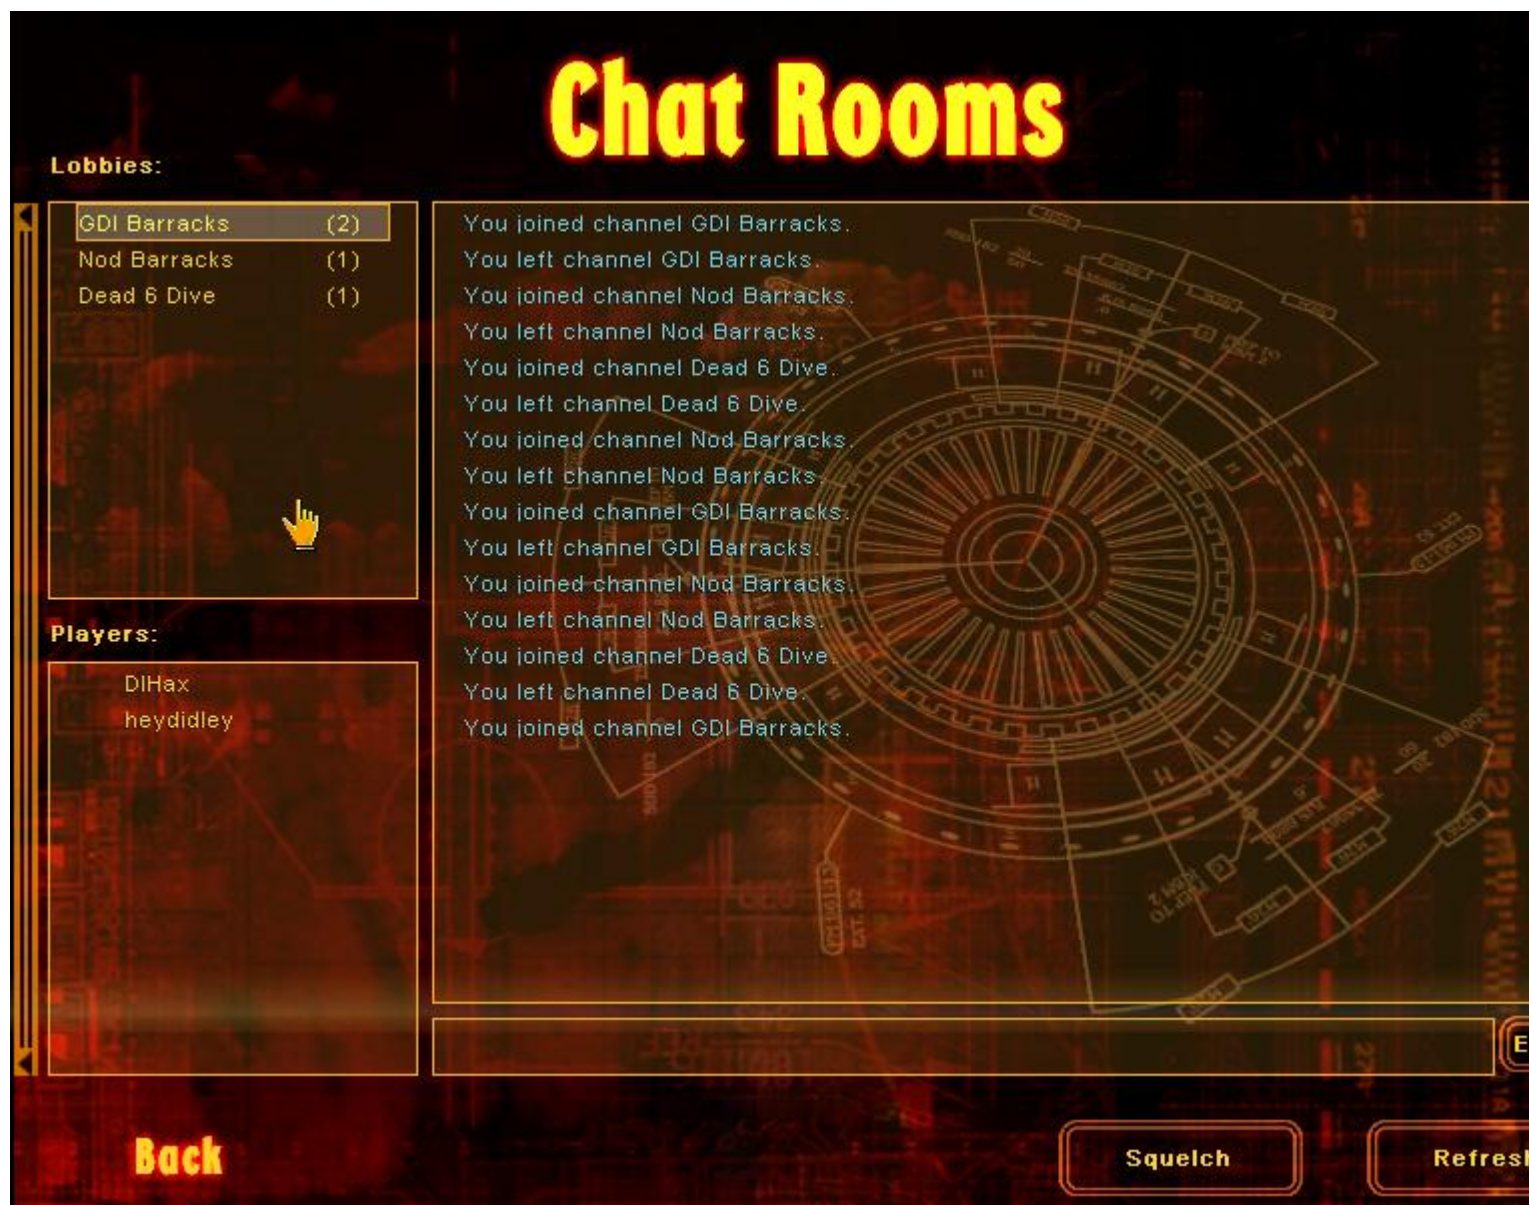 Chat Rooms
Lobbies:
GDI Barracks (2)
Nod Barracks (1)
Dead 6 Dive (1)
You joined channel GDI Barracks.
You left channel GDI Barracks.
You joined channel Nod Barracks.
You left channel Nod Barracks.
You joined channel Dead 6 Dive.
You left channel Dead 6 Dive.
You joined channel Nod Barracks.
You left channel Nod Barracks.
You joined channel GDI Barracks.
You left channel GDI Barracks.
You joined channel Nod Barracks.
You left channel Nod Barracks.
You joined channel Dead 6 Dive.
You left channel Dead 6 Dive.
You joined channel GDI Barracks.
Players:
DIHax
heydidley
E
Back
Squelch
Refresh